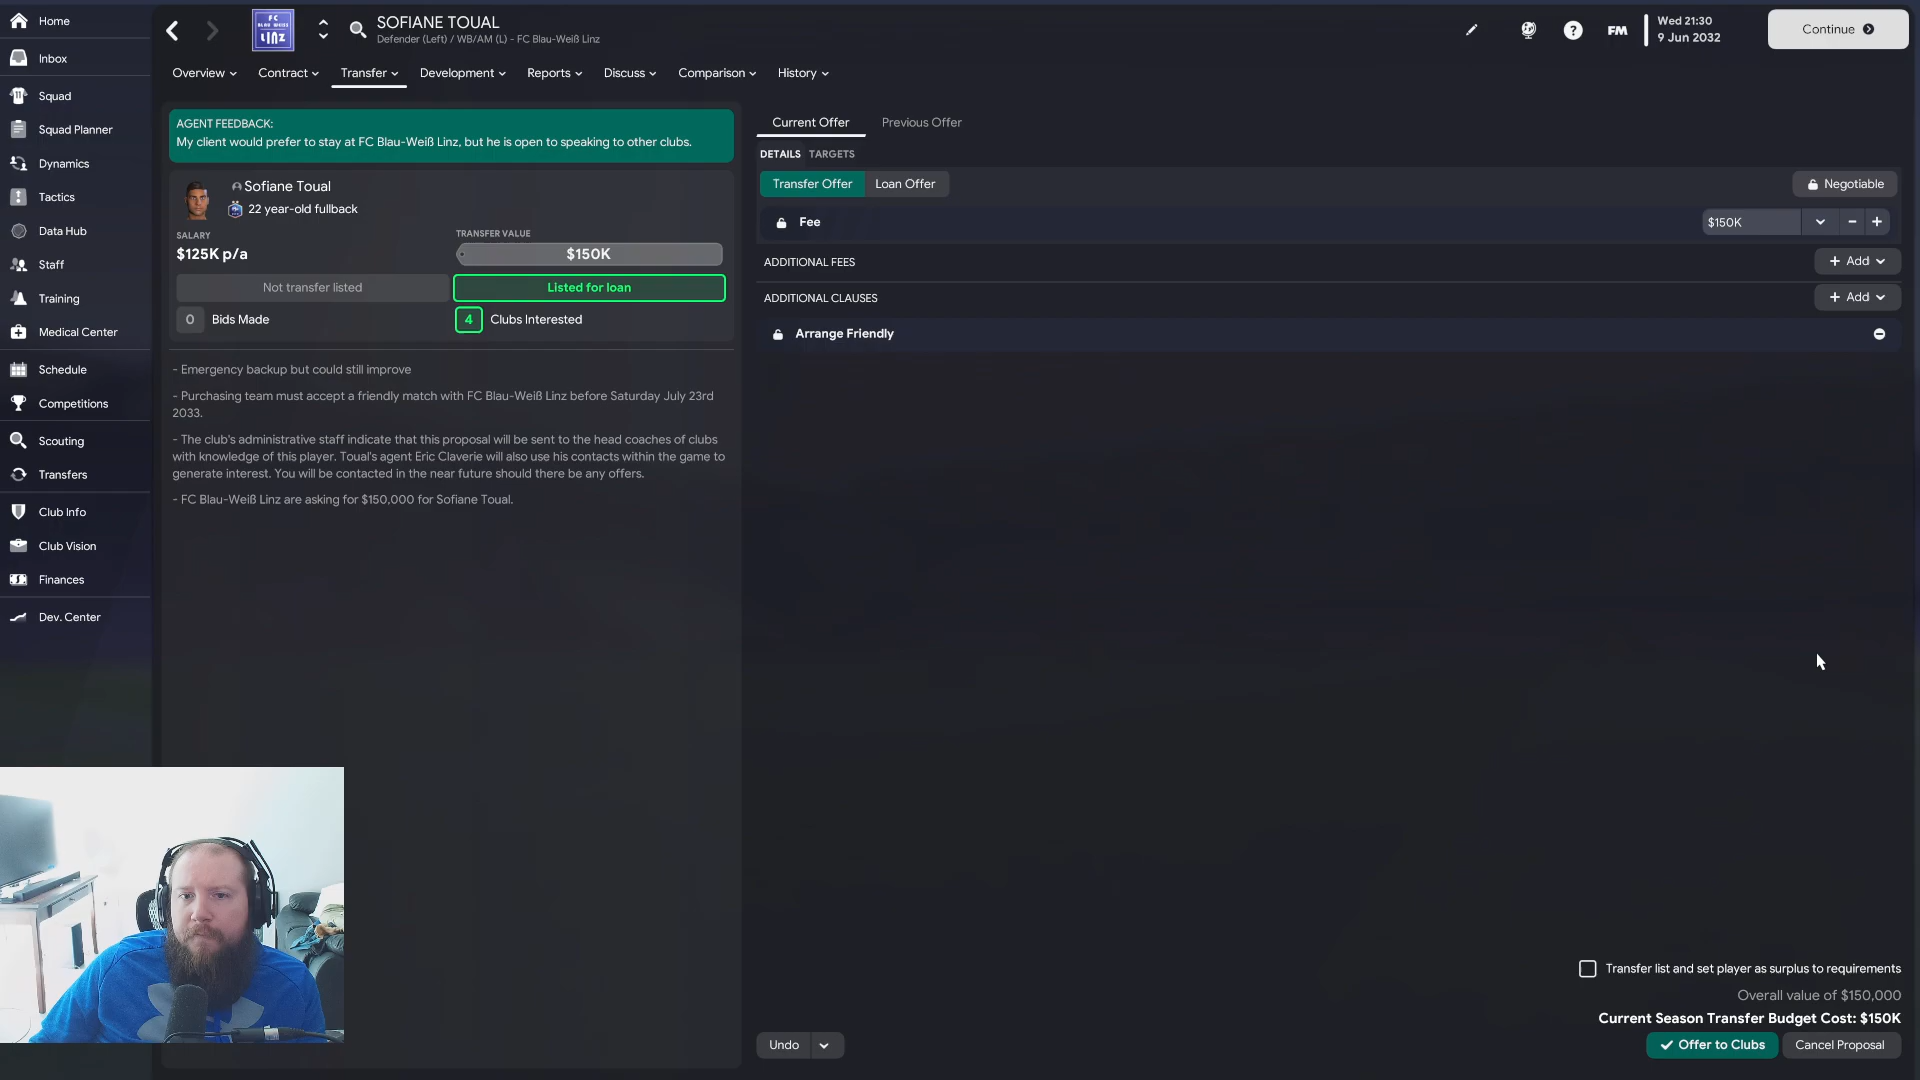 Home
Inbox
Squad
Squad Planner
Dynamics
Tactics
Data Hub
Staff
Training
Medical Center
Schedule
Competitions
Scouting
Transfers
Club Info
Club Vision
Finances
Dev. Center
FC
BLAU WEISS
LINZ
SOFIANE TOUAL
Defender (Left) / WB/AM (L) - FC Blau-Weiß Linz
?
FM
Wed 21:30
9 Jun 2032
Continue
Overview
Contract
Transfer
Development
Reports
Discuss
Comparison
History
AGENT FEEDBACK:
My client would prefer to stay at FC Blau-Weiß Linz, but he is open to speaking to other clubs.
Sofiane Toual
22 year-old fullback
SALARY
$125K p/a
TRANSFER VALUE
$150K
Not transfer listed
Listed for loan
0 Bids Made
4 Clubs Interested
- Emergency backup but could still improve
- Purchasing team must accept a friendly match with FC Blau-Weiß Linz before Saturday July 23rd
2033.
- The club's administrative staff indicate that this proposal will be sent to the head coaches of clubs
with knowledge of this player. Toual's agent Eric Claverie will also use his contacts within the game to
generate interest. You will be contacted in the near future should there be any offers.
- FC Blau-Weiß Linz are asking for $150,000 for Sofiane Toual.
Current Offer
Previous Offer
DETAILS
TARGETS
Transfer Offer
Loan Offer
Negotiable
Fee
$150K
ADDITIONAL FEES
+ Add
ADDITIONAL CLAUSES
+ Add
Arrange Friendly
Transfer list and set player as surplus to requirements
Overall value of $150,000
Current Season Transfer Budget Cost: $150K
Undo
Offer to Clubs
Cancel Proposal